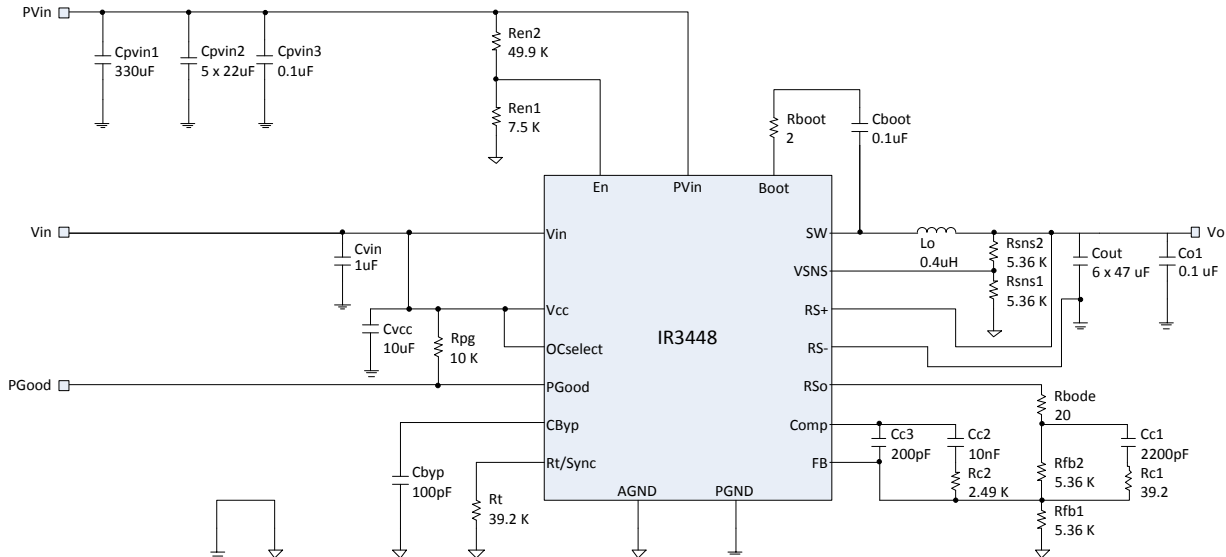 PVin
Cpvin1
330uF
Cpvin2
5 x 22uF
Cpvin3
0.1uF
Ren2
49.9 K
Ren1
7.5 K
Rboot
2
Cboot
0.1uF
En
PVin
Boot
Vin
Cvin
1uF
Vin
SW
Lo
0.4uH
Rsns2
5.36 K
Rsns1
5.36 K
Cout
6 x 47 uF
Co1
0.1 uF
Vo
VSNS
Vcc
RS+
Cvcc
10uF
Rpg
10 K
OCselect
IR3448
RS-
PGood
PGood
RSo
Rbode
20
CByp
Comp
Cc3
200pF
Cc2
10nF
Cc1
2200pF
Rt/Sync
FB
Rc2
2.49 K
Rfb2
5.36 K
Rc1
39.2
Cbyp
100pF
Rt
39.2 K
AGND
PGND
Rfb1
5.36 K